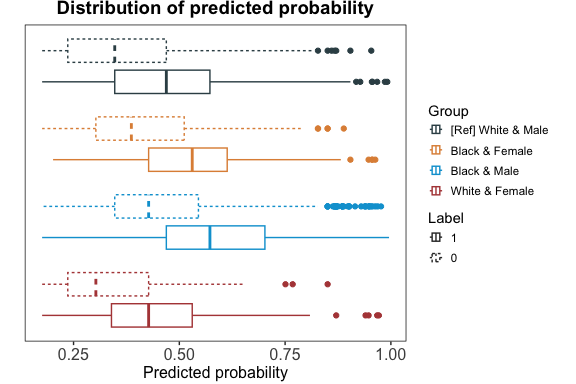 Distribution of predicted probability
Group
[Ref] White & Male
Black & Female
Black & Male
White & Female
Label
1
0
0.25 0.50 0.75 1.00
Predicted probability